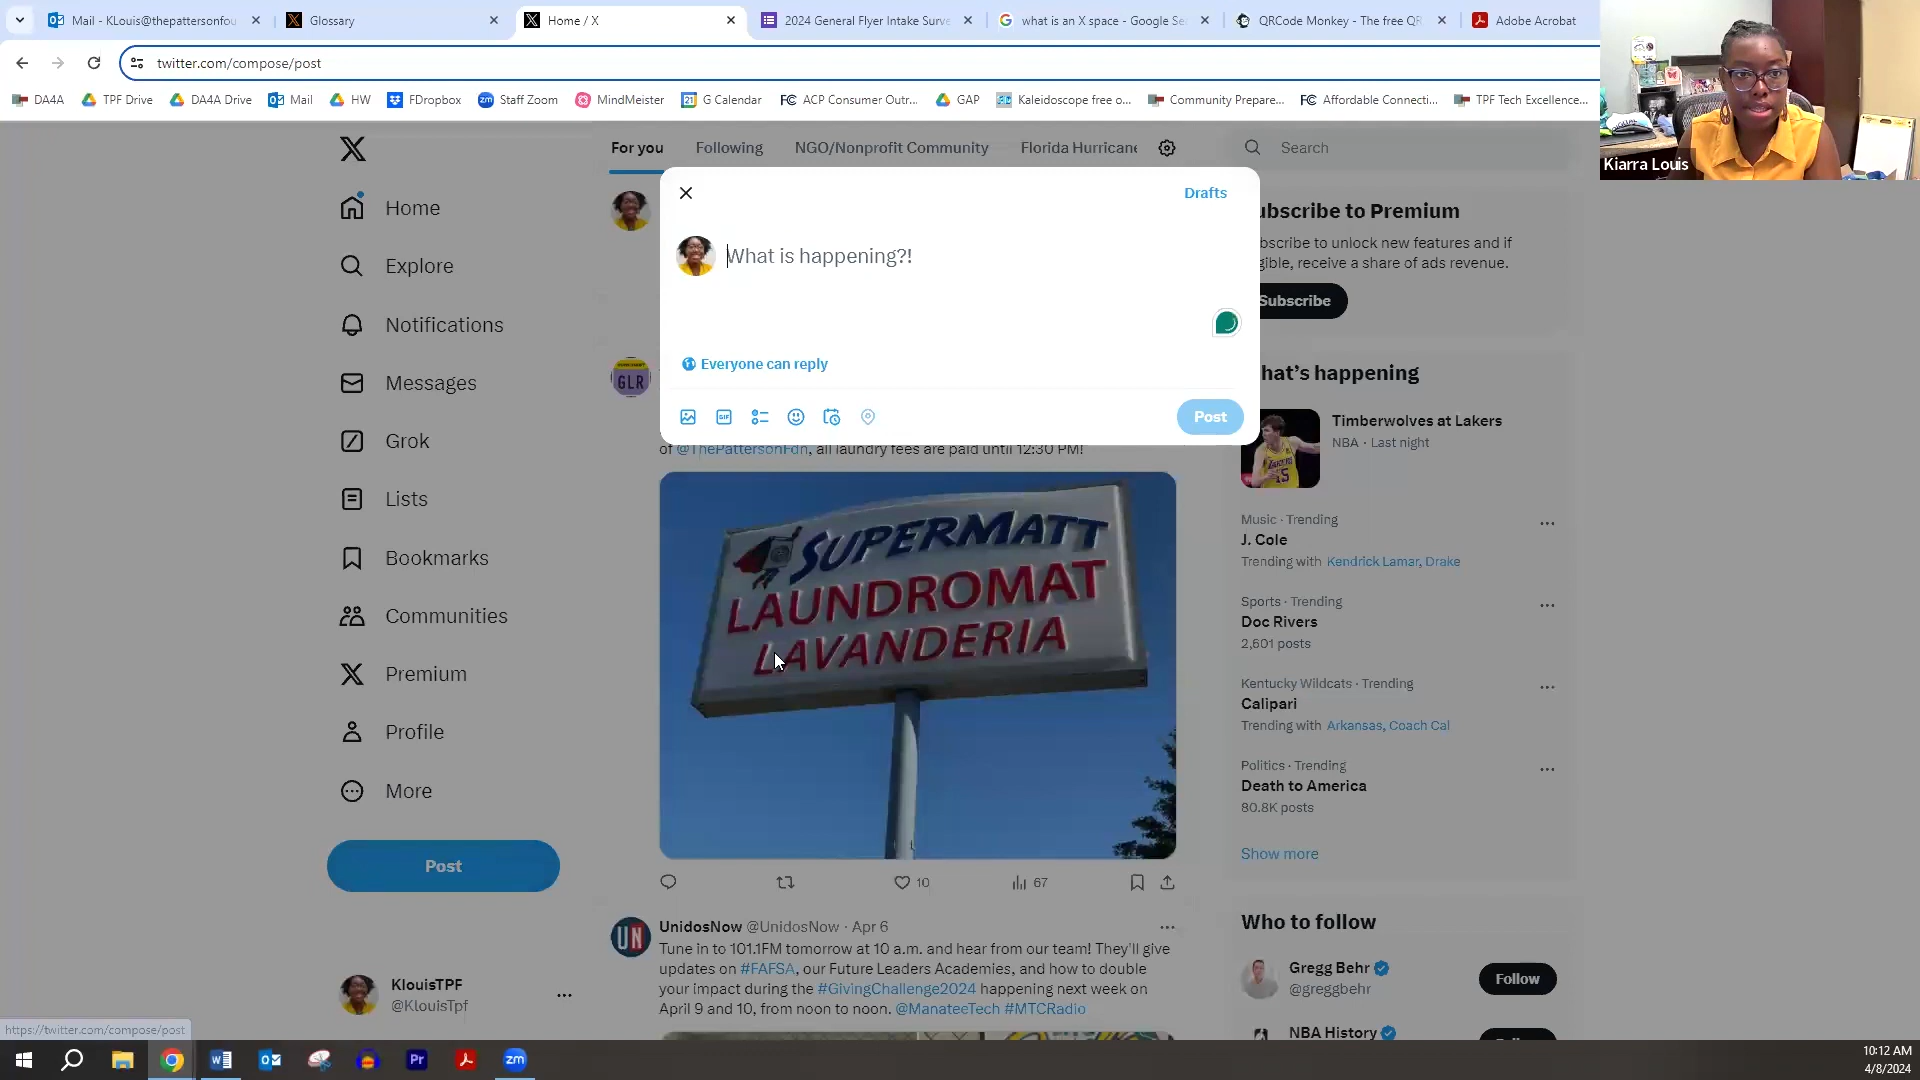 Mail - KLouis@thepattersonfou
Glossary
Home / X
2024 General Flyer Intake Surve
what is an X space - Google Se
QRCode Monkey - The free QR
Adobe Acrobat
twitter.com/compose/post
DA4A
TPF Drive
DA4A Drive
Mail
HW
FDropbox
Staff Zoom
MindMeister
G Calendar
ACP Consumer Outr...
GAP
Kaleidoscope free o...
Community Prepare...
Affordable Connecti...
TPF Tech Excellence...
Kiarra Louis
Home
Explore
Notifications
Messages
Grok
Lists
Bookmarks
Communities
Premium
Profile
More
Post
KlouisTPF
@KlouisTpf
For you
Following
NGO/Nonprofit Community
Florida Hurricane
Drafts
What is happening?!
Everyone can reply
GIF
Post
GLR
of @ThePattersonFdn, all laundry fees are paid until 12:30 PM!
SUPERMATT
LAUNDROMAT
LAVANDERIA
10
67
UN
UnidosNow @UnidosNow · Apr 6
Tune in to 101.1FM tomorrow at 10 a.m. and hear from our team! They'll give
updates on #FAFSA, our Future Leaders Academies, and how to double
your impact during the #GivingChallenge2024 happening next week on
April 9 and 10, from noon to noon. @ManateeTech #MTCRadio
Search
ubscribe to Premium
bscribe to unlock new features and if
gible, receive a share of ads revenue.
Subscribe
hat's happening
Timberwolves at Lakers
NBA · Last night
Music · Trending
J. Cole
Trending with Kendrick Lamar, Drake
Sports · Trending
Doc Rivers
2,601 posts
Kentucky Wildcats · Trending
Calipari
Trending with Arkansas, Coach Cal
Politics · Trending
Death to America
80.8K posts
Show more
Who to follow
Gregg Behr
@greggbehr
Follow
NBA History
https://twitter.com/compose/post
Pr
zm
10:12 AM
4/8/2024